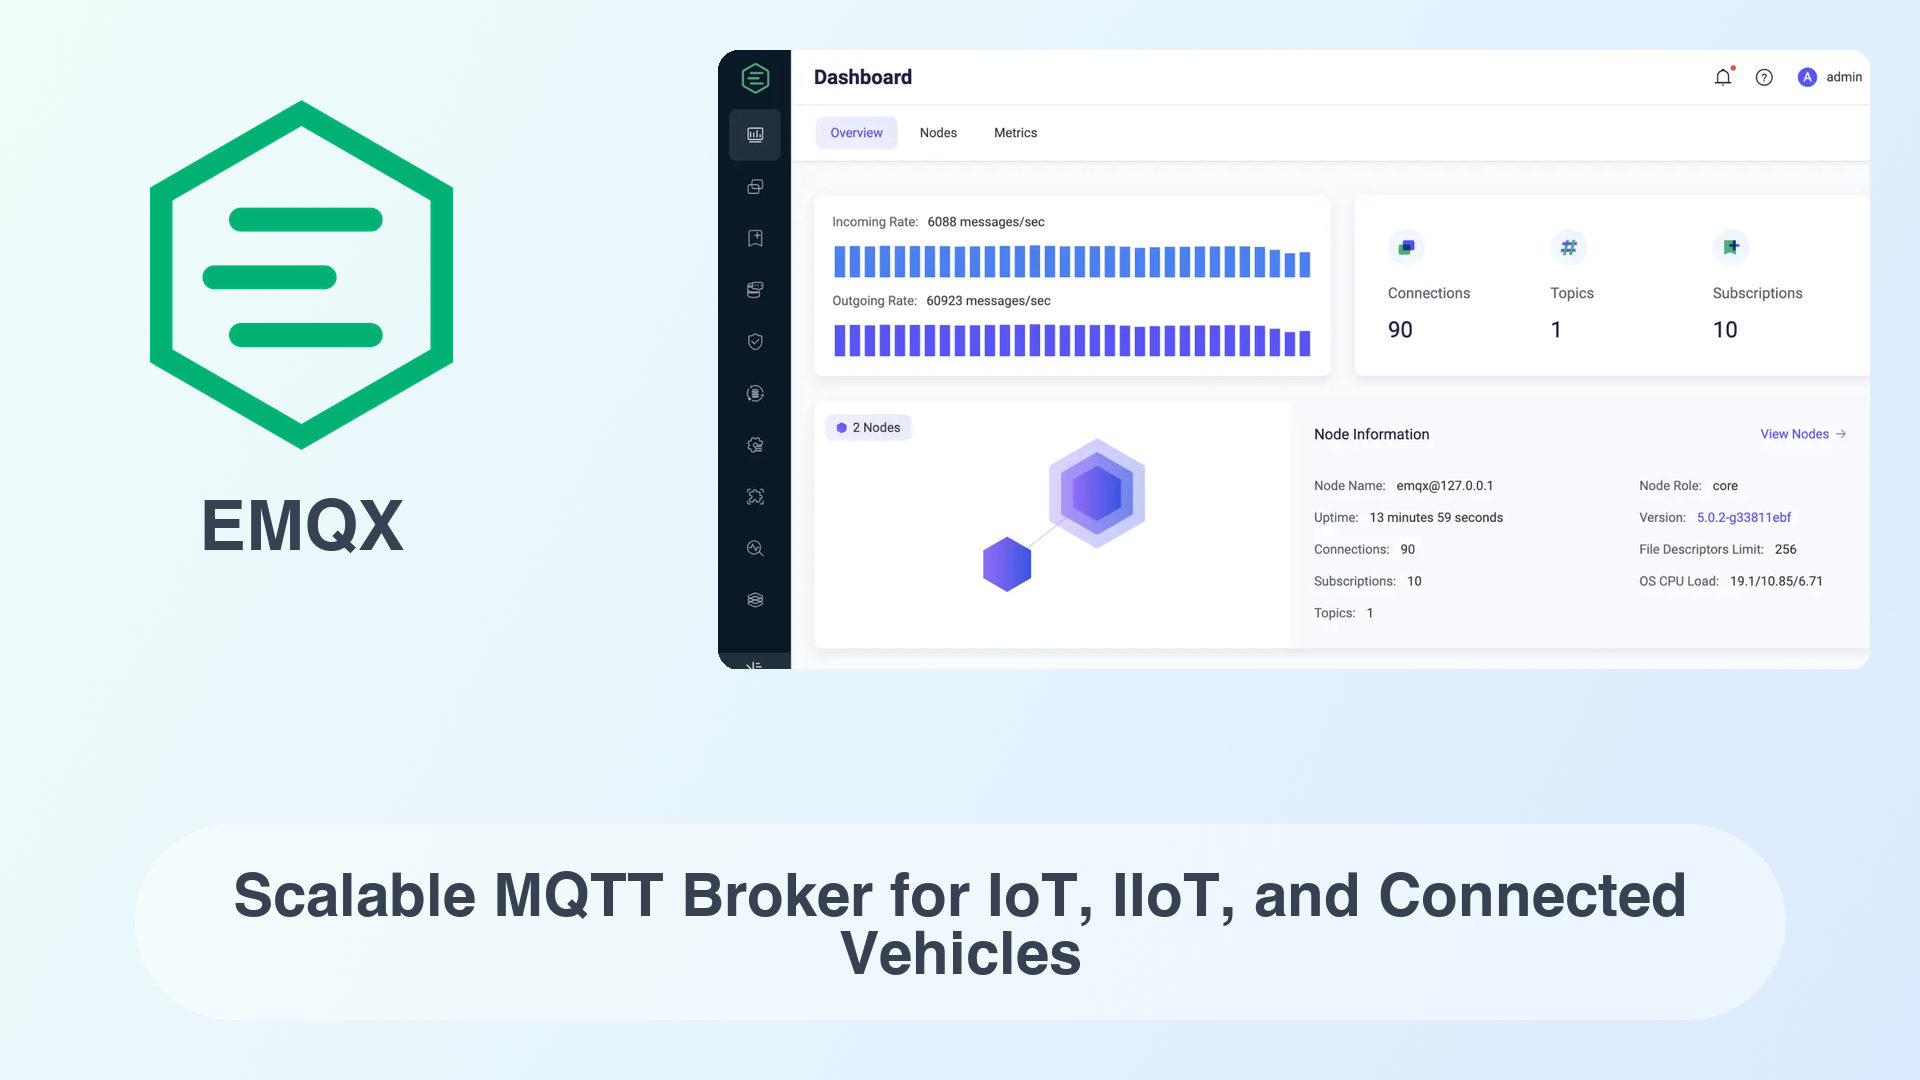 EMQX
Dashboard
? A admin
Overview Nodes Metrics
Incoming Rate: 6088 messages/sec
Outgoing Rate: 60923 messages/sec
Connections Topics Subscriptions
90 1 10
2 Nodes
Node Information View Nodes →
Node Name: emqx@127.0.0.1 Node Role: core
Uptime: 13 minutes 59 seconds Version: 5.0.2-g33811ebf
Connections: 90 File Descriptors Limit: 256
Subscriptions: 10 OS CPU Load: 19.1/10.85/6.71
Topics: 1
Scalable MQTT Broker for IoT, IIoT, and Connected
Vehicles